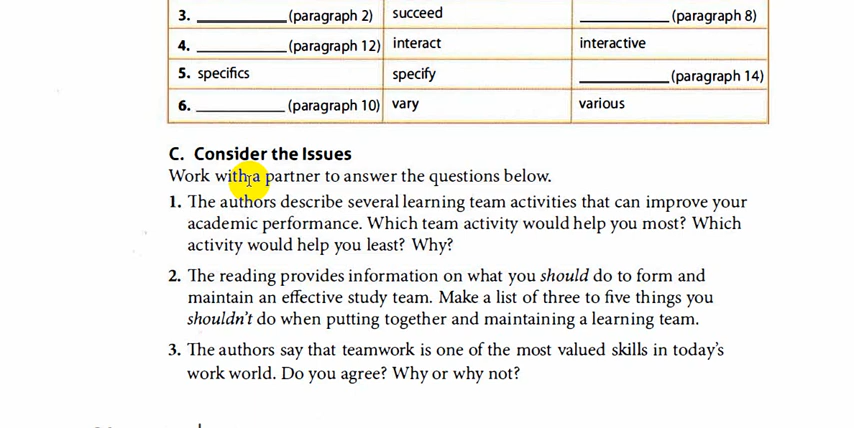 3. ____________ (paragraph 2) succeed ____________ (paragraph 8)
4. ____________ (paragraph 12) interact interactive
5. specifics specify ____________ (paragraph 14)
6. ____________ (paragraph 10) vary various
C. Consider the Issues
Work with a partner to answer the questions below.
1. The authors describe several learning team activities that can improve your
academic performance. Which team activity would help you most? Which
activity would help you least? Why?
2. The reading provides information on what you should do to form and
maintain an effective study team. Make a list of three to five things you
shouldn't do when putting together and maintaining a learning team.
3. The authors say that teamwork is one of the most valued skills in today's
work world. Do you agree? Why or why not?